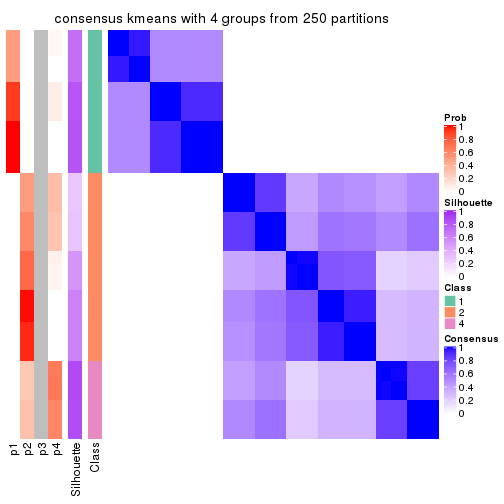 consensus kmeans with 4 groups from 250 partitions
p1
p2
p3
p4
Silhouette
Class
Prob
1
0.8
0.6
0.4
0.2
0
Silhouette
1
0.8
0.6
0.4
0.2
0
Class
1
2
4
Consensus
1
0.8
0.6
0.4
0.2
0